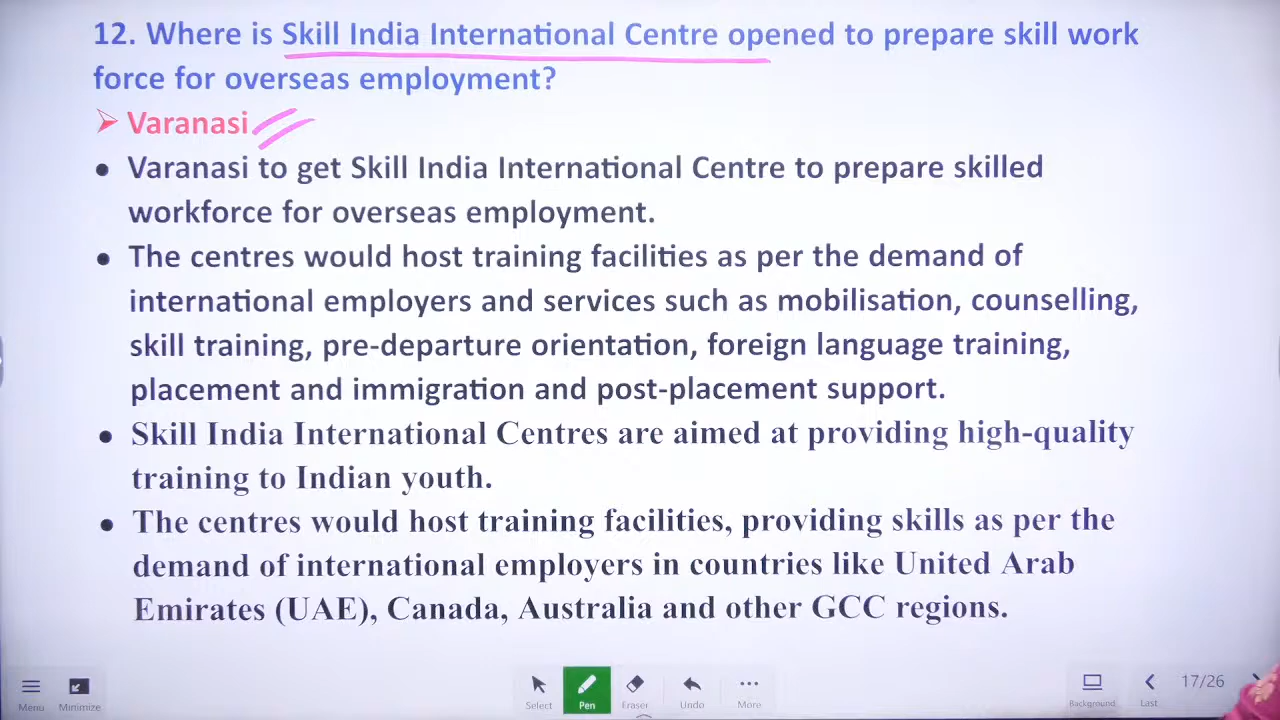 12. Where is Skill India International Centre opened to prepare skill work
force for overseas employment?
➢ Varanasi
• Varanasi to get Skill India International Centre to prepare skilled
workforce for overseas employment.
• The centres would host training facilities as per the demand of
international employers and services such as mobilisation, counselling,
skill training, pre-departure orientation, foreign language training,
placement and immigration and post-placement support.
• Skill India International Centres are aimed at providing high-quality
training to Indian youth.
• The centres would host training facilities, providing skills as per the
demand of international employers in countries like United Arab
Emirates (UAE), Canada, Australia and other GCC regions.
Menu Minimize Select Pen Eraser Undo More Background Last 17/26